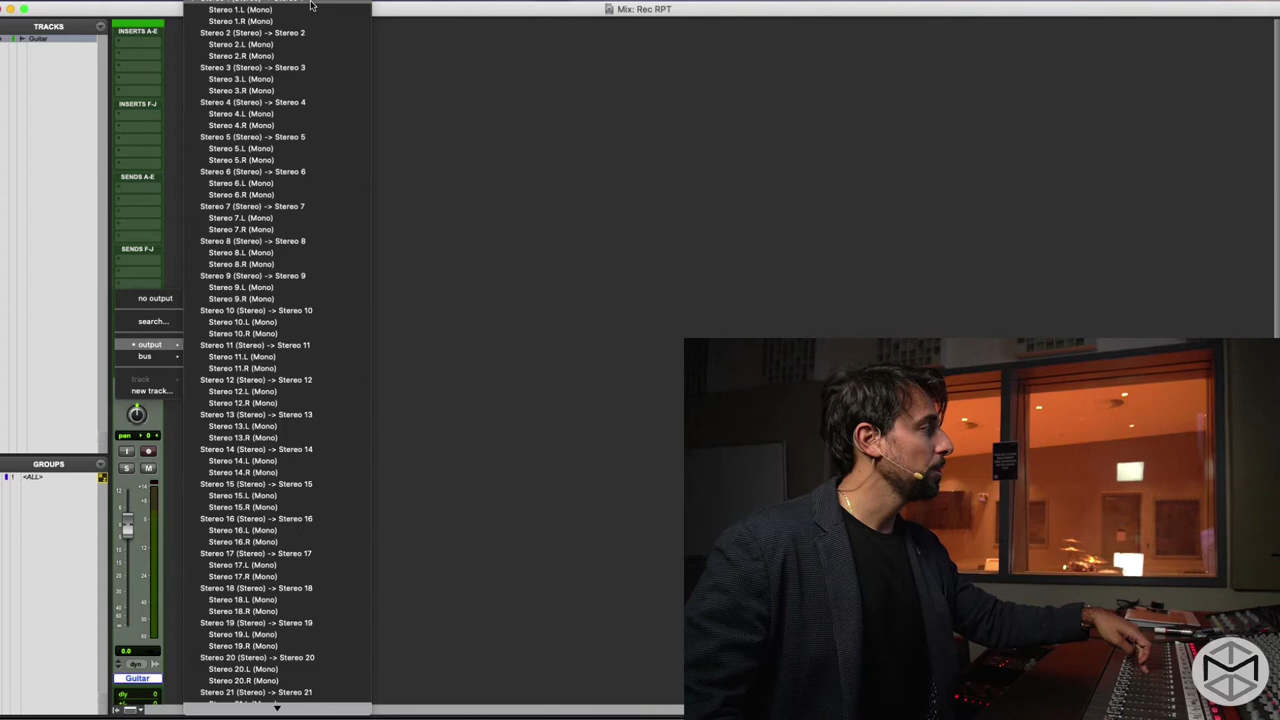 Mix: Rec RPT
TRACKS
Guitar
INSERTS A-E
INSERTS F-J
SENDS A-E
SENDS F-J
no output
search...
output
bus
track
new track...
Stereo 1.L (Mono)
Stereo 1.R (Mono)
Stereo 2 (Stereo) -> Stereo 2
Stereo 2.L (Mono)
Stereo 2.R (Mono)
Stereo 3 (Stereo) -> Stereo 3
Stereo 3.L (Mono)
Stereo 3.R (Mono)
Stereo 4 (Stereo) -> Stereo 4
Stereo 4.L (Mono)
Stereo 4.R (Mono)
Stereo 5 (Stereo) -> Stereo 5
Stereo 5.L (Mono)
Stereo 5.R (Mono)
Stereo 6 (Stereo) -> Stereo 6
Stereo 6.L (Mono)
Stereo 6.R (Mono)
Stereo 7 (Stereo) -> Stereo 7
Stereo 7.L (Mono)
Stereo 7.R (Mono)
Stereo 8 (Stereo) -> Stereo 8
Stereo 8.L (Mono)
Stereo 8.R (Mono)
Stereo 9 (Stereo) -> Stereo 9
Stereo 9.L (Mono)
Stereo 9.R (Mono)
Stereo 10 (Stereo) -> Stereo 10
Stereo 10.L (Mono)
Stereo 10.R (Mono)
Stereo 11 (Stereo) -> Stereo 11
Stereo 11.L (Mono)
Stereo 11.R (Mono)
Stereo 12 (Stereo) -> Stereo 12
Stereo 12.L (Mono)
Stereo 12.R (Mono)
Stereo 13 (Stereo) -> Stereo 13
Stereo 13.L (Mono)
Stereo 13.R (Mono)
Stereo 14 (Stereo) -> Stereo 14
Stereo 14.L (Mono)
Stereo 14.R (Mono)
Stereo 15 (Stereo) -> Stereo 15
Stereo 15.L (Mono)
Stereo 15.R (Mono)
Stereo 16 (Stereo) -> Stereo 16
Stereo 16.L (Mono)
Stereo 16.R (Mono)
Stereo 17 (Stereo) -> Stereo 17
Stereo 17.L (Mono)
Stereo 17.R (Mono)
Stereo 18 (Stereo) -> Stereo 18
Stereo 18.L (Mono)
Stereo 18.R (Mono)
Stereo 19 (Stereo) -> Stereo 19
Stereo 19.L (Mono)
Stereo 19.R (Mono)
Stereo 20 (Stereo) -> Stereo 20
Stereo 20.L (Mono)
Stereo 20.R (Mono)
Stereo 21 (Stereo) -> Stereo 21
pan 0
S M
GROUPS
! <ALL>
0.0
dyn
Guitar
dly 0